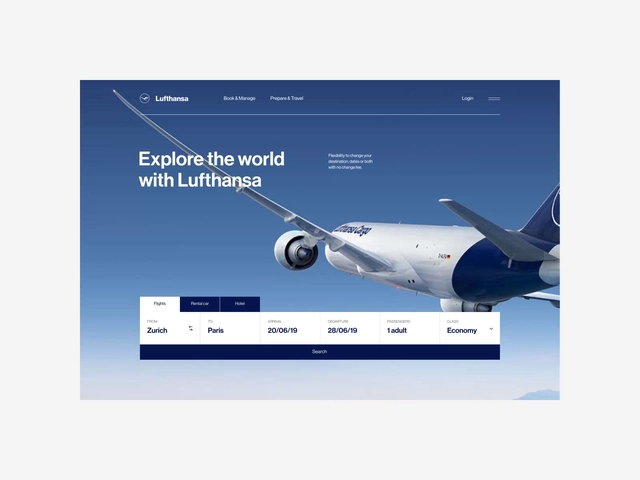 Lufthansa
Book & Manage
Prepare & Travel
Login
Explore the world
with Lufthansa
Flexibility to change your
destination, dates or both
with no change fee.
Lufthansa Cargo
Flights
Rental car
Hotel
FROM
Zurich
TO
Paris
ARRIVAL
20/06/19
DEPARTURE
28/06/19
PASSENGERS
1 adult
CLASS
Economy
Search